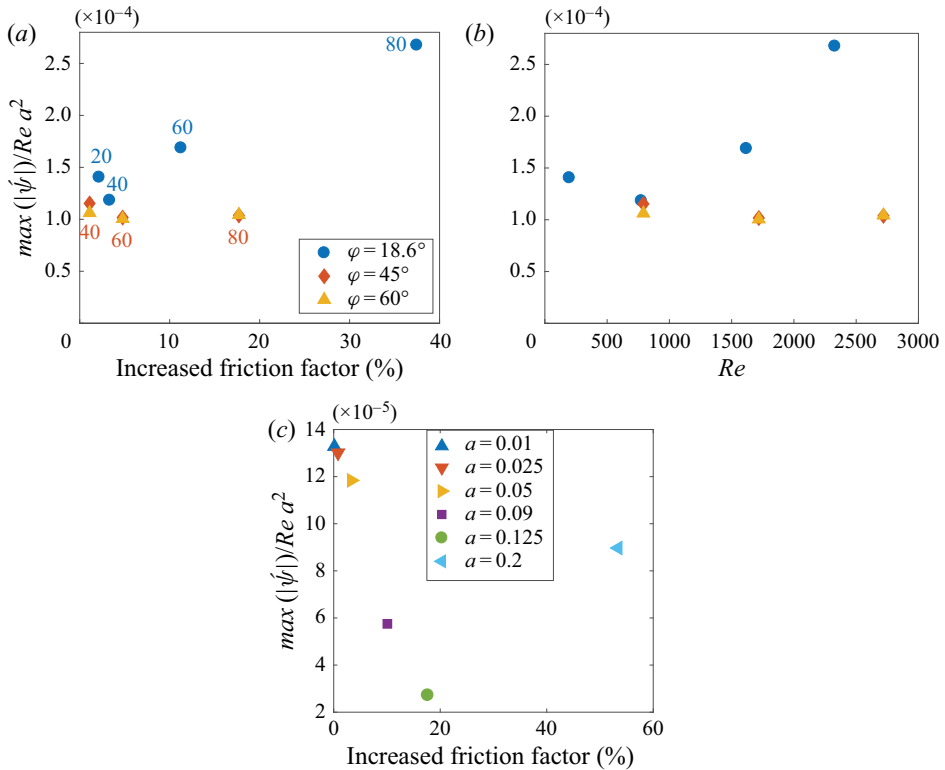 (a)
(×10⁻⁴)
max (|ψ́|)/Re a²
2.5
2.0
1.5
1.0
0.5
0
10
20
30
40
Increased friction factor (%)
20
40
60
80
40
60
80
φ = 18.6°
φ = 45°
φ = 60°
(b)
(×10⁻⁴)
2.5
2.0
1.5
1.0
0.5
0
500
1000
1500
2000
2500
3000
Re
(c)
(×10⁻⁵)
max (|ψ́|)/Re a²
14
12
10
8
6
4
2
0
20
40
60
Increased friction factor (%)
a = 0.01
a = 0.025
a = 0.05
a = 0.09
a = 0.125
a = 0.2